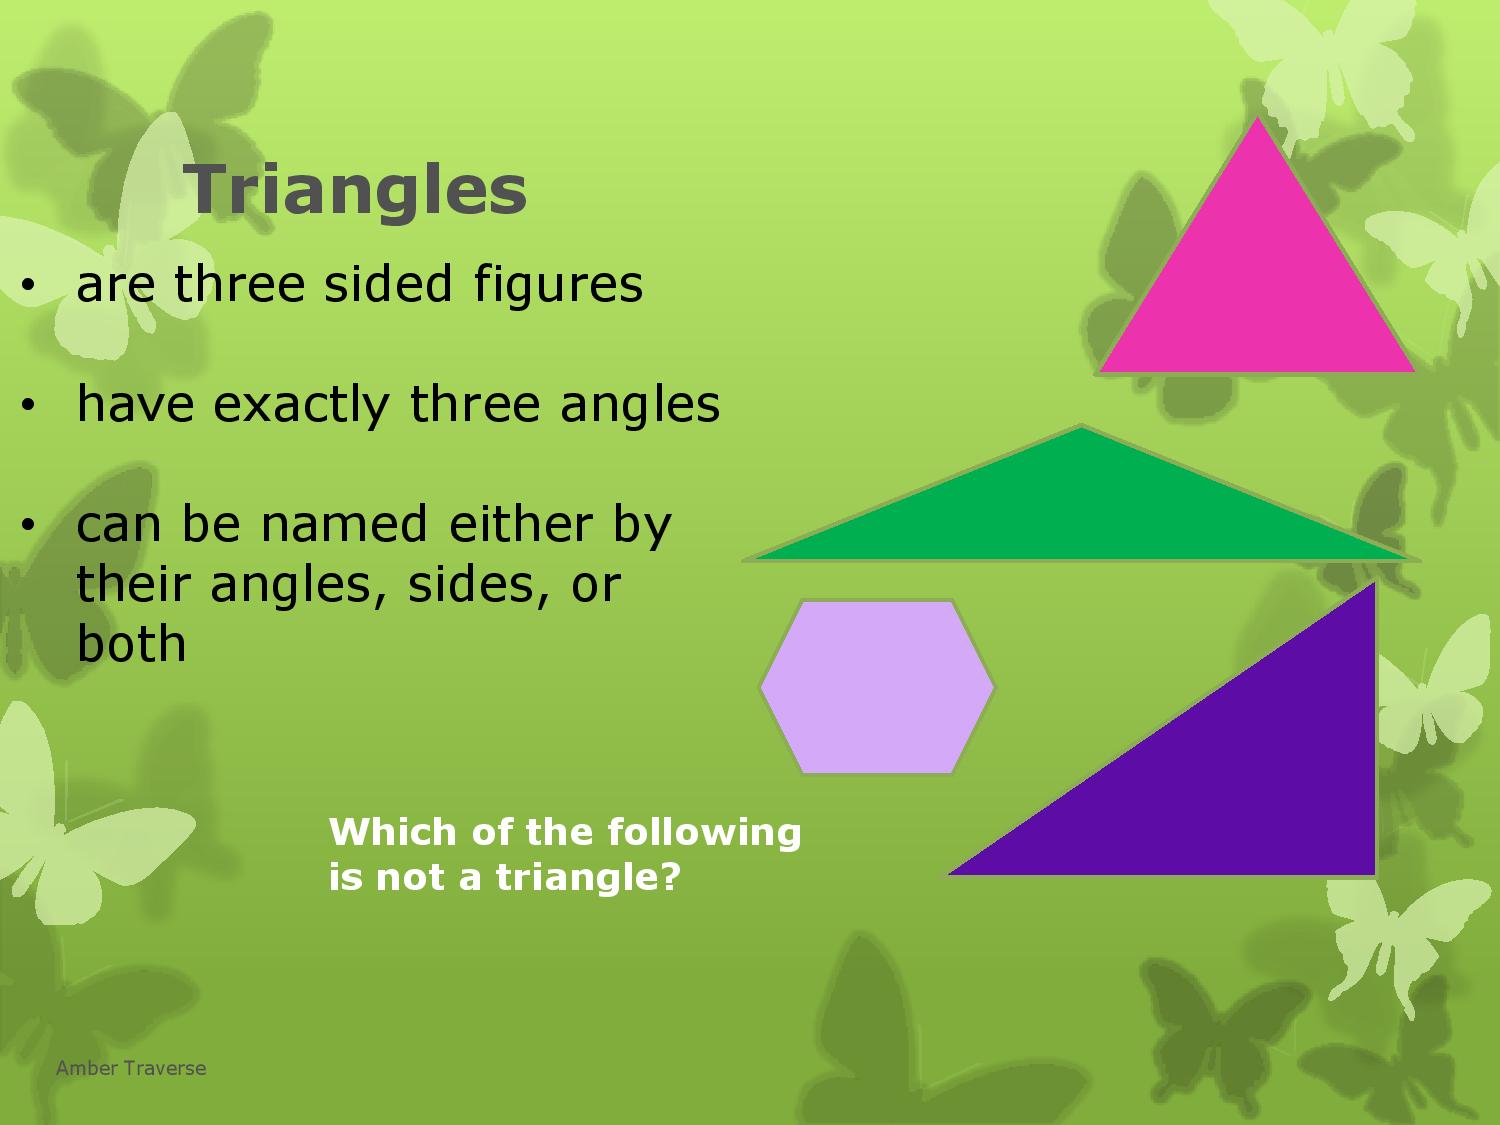 Triangles
• are three sided figures
• have exactly three angles
• can be named either by
their angles, sides, or
both
Which of the following
is not a triangle?
Amber Traverse